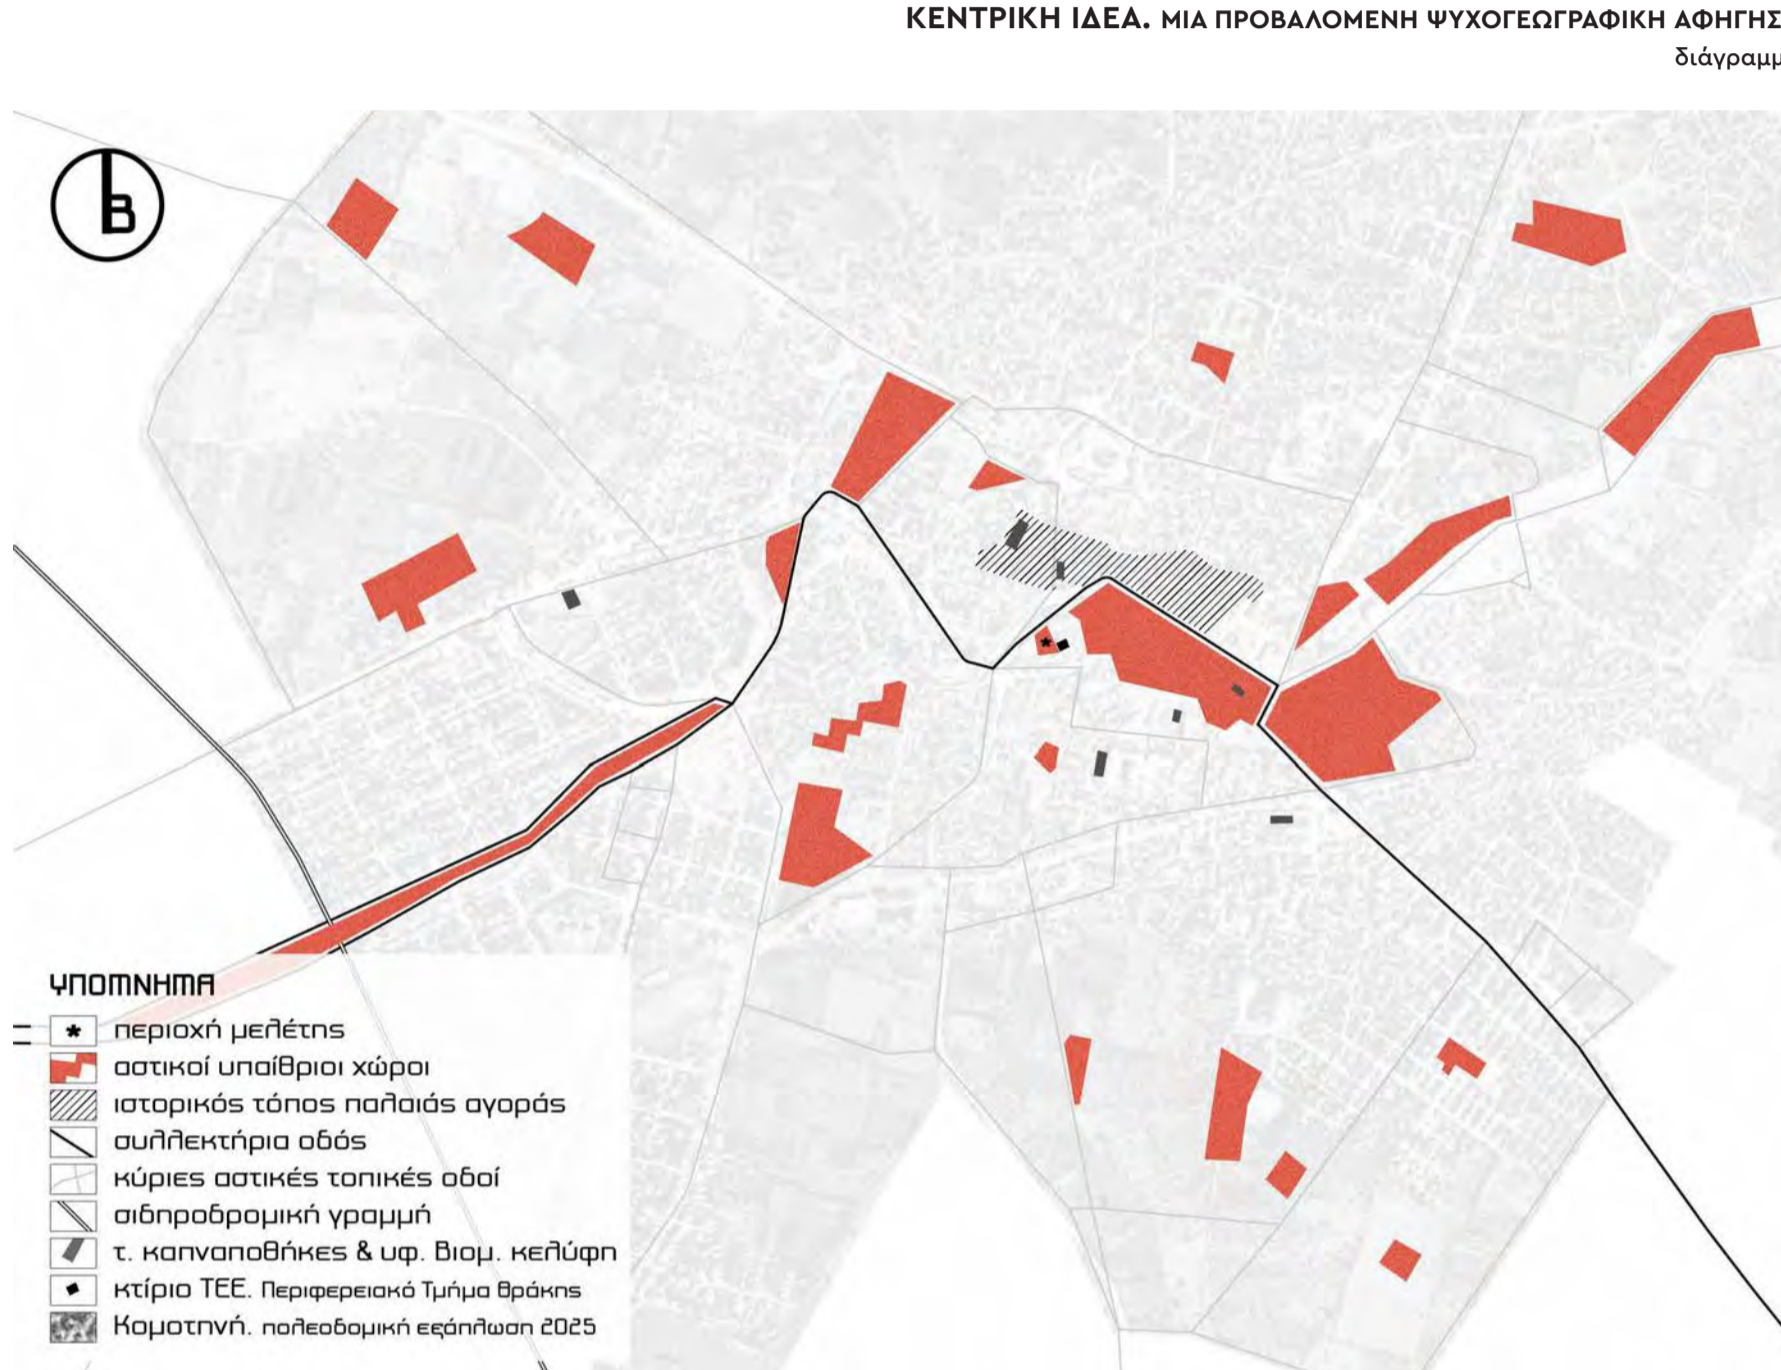 ΚΕΝΤΡΙΚΗ ΙΔΕΑ. ΜΙΑ ΠΡΟΒΑΛΟΜΕΝΗ ΨΥΧΟΓΕΩΓΡΑΦΙΚΗ ΑΦΗΓΗΣ
διάγραμμ
Β
ΥΠΟΜΝΗΜΑ
περιοχή μελέτης
αστικοί υπαίθριοι χώροι
ιστορικός τόπος παλαιάς αγοράς
συλλεκτήρια οδός
κύριες αστικές τοπικές οδοί
σιδηροδρομική γραμμή
τ. καπναποθήκες & υφ. Βιομ. κελύφη
κτίριο ΤΕΕ. Περιφερειακό Τμήμα Θράκης
Κομοτηνή. πολεοδομική εξάπλωση 2025